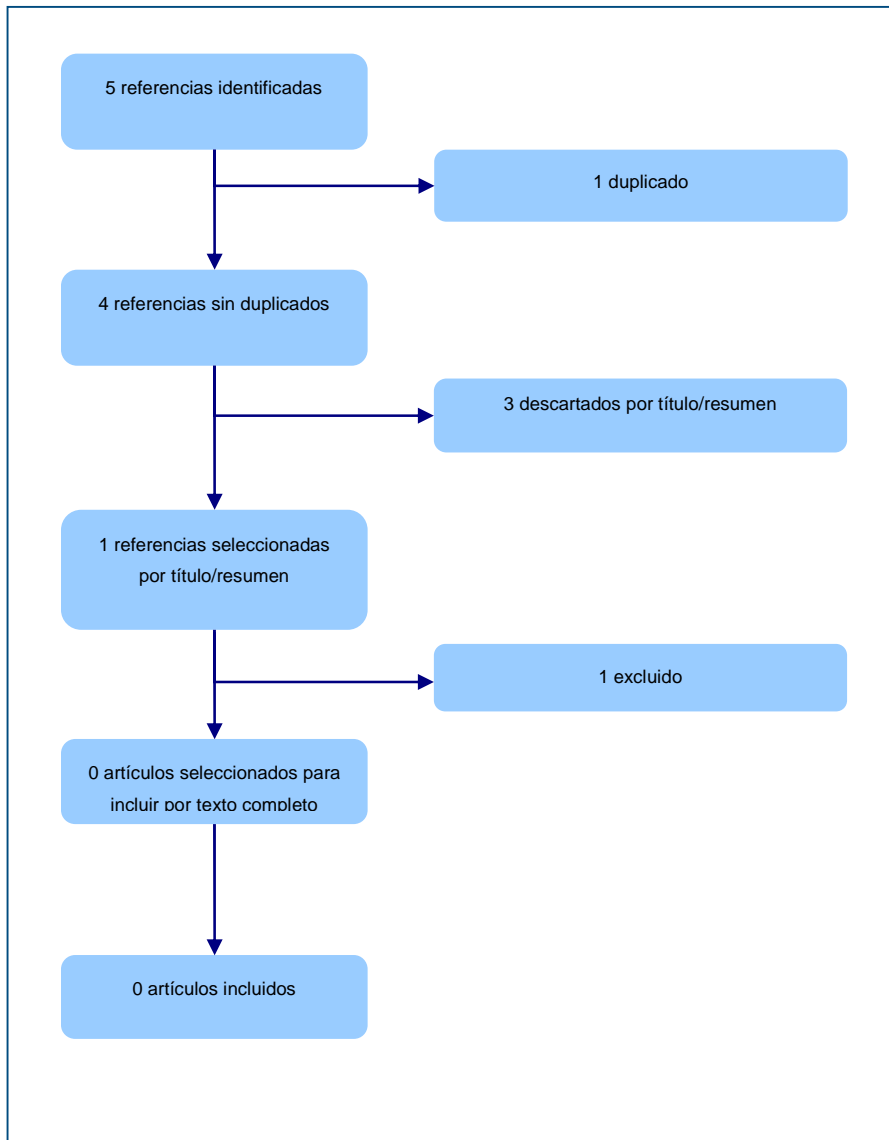 5 referencias identificadas
1 duplicado
4 referencias sin duplicados
3 descartados por título/resumen
1 referencias seleccionadas
por título/resumen
1 excluido
0 artículos seleccionados para
incluir por texto completo
0 artículos incluidos